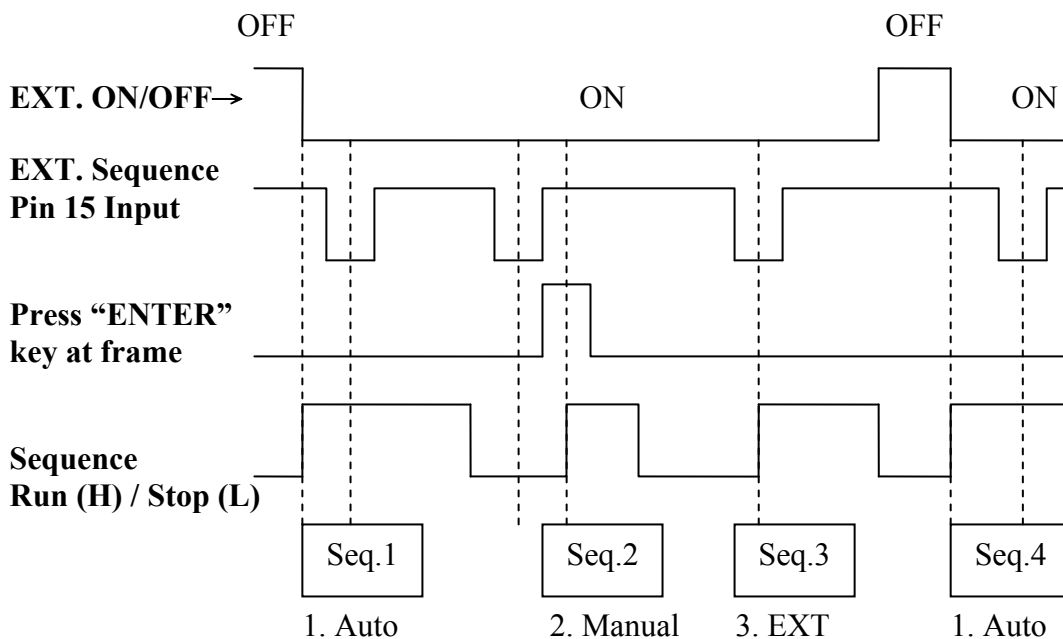 OFF OFF
EXT. ON/OFF→ ON ON
EXT. Sequence
Pin 15 Input
Press “ENTER”
key at frame
Sequence
Run (H) / Stop (L)
Seq.1 Seq.2 Seq.3 Seq.4
1. Auto 2. Manual 3. EXT 1. Auto